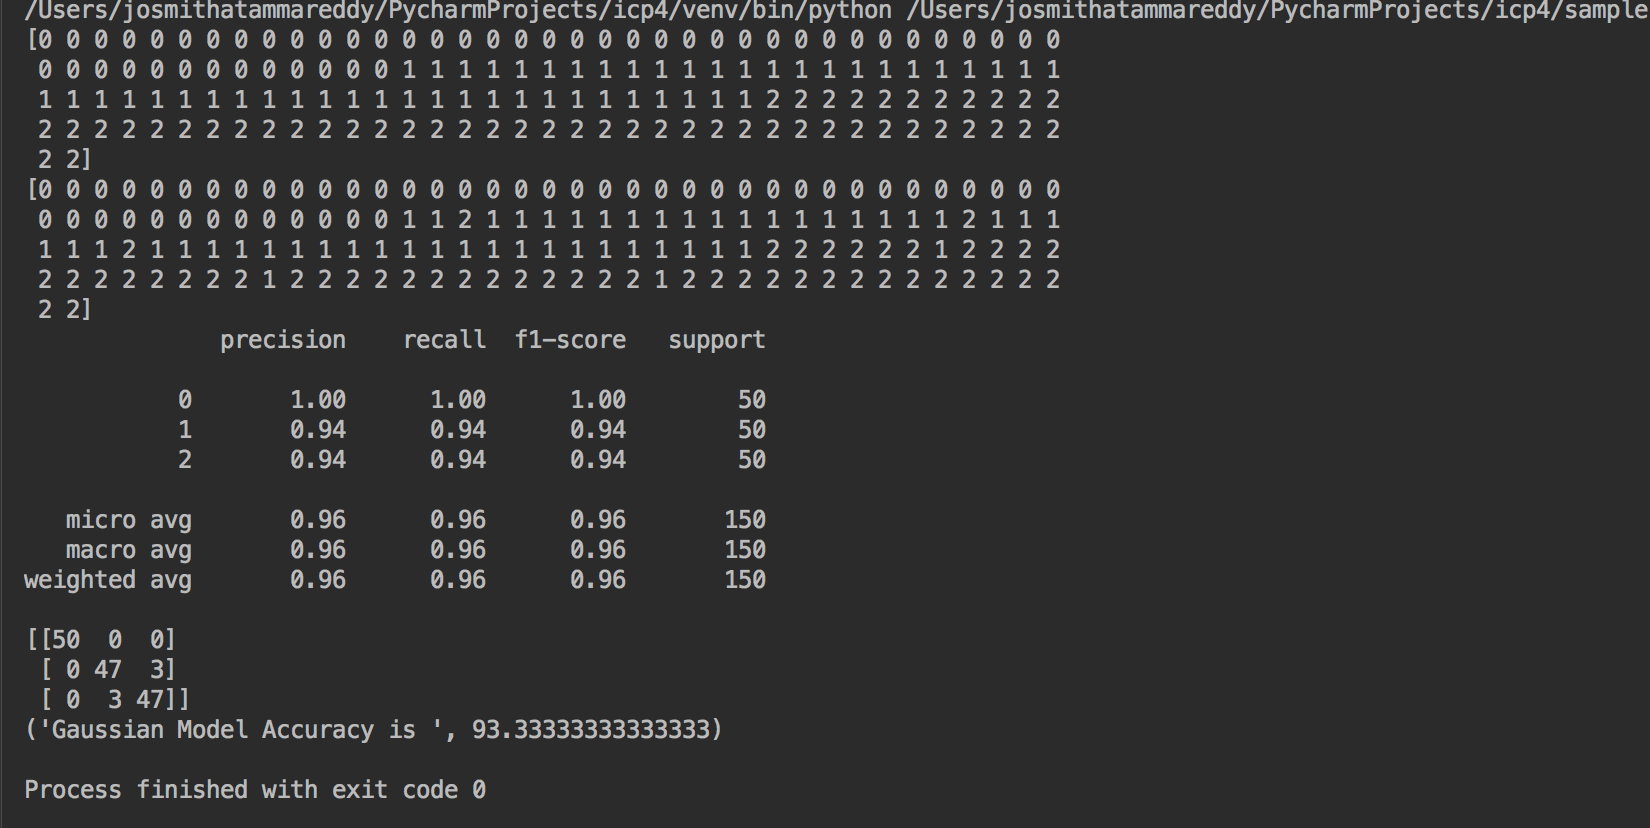 /Users/josmithatammareddy/PycharmProjects/icp4/venv/bin/python /Users/josmithatammareddy/PycharmProjects/icp4/sample
[0 0 0 0 0 0 0 0 0 0 0 0 0 0 0 0 0 0 0 0 0 0 0 0 0 0 0 0 0 0 0 0 0 0 0 0 0
 0 0 0 0 0 0 0 0 0 0 0 0 0 1 1 1 1 1 1 1 1 1 1 1 1 1 1 1 1 1 1 1 1 1 1 1 1
 1 1 1 1 1 1 1 1 1 1 1 1 1 1 1 1 1 1 1 1 1 1 1 1 1 1 2 2 2 2 2 2 2 2 2 2 2
 2 2 2 2 2 2 2 2 2 2 2 2 2 2 2 2 2 2 2 2 2 2 2 2 2 2 2 2 2 2 2 2 2 2 2 2 2
 2 2]
[0 0 0 0 0 0 0 0 0 0 0 0 0 0 0 0 0 0 0 0 0 0 0 0 0 0 0 0 0 0 0 0 0 0 0 0 0
 0 0 0 0 0 0 0 0 0 0 0 0 0 1 1 2 1 1 1 1 1 1 1 1 1 1 1 1 1 1 1 1 1 2 1 1 1
 1 1 1 2 1 1 1 1 1 1 1 1 1 1 1 1 1 1 1 1 1 1 1 1 1 1 2 2 2 2 2 2 1 2 2 2 2
 2 2 2 2 2 2 2 2 1 2 2 2 2 2 2 2 2 2 2 2 2 2 1 2 2 2 2 2 2 2 2 2 2 2 2 2 2
 2 2]
precision recall f1-score support
0 1.00 1.00 1.00 50
1 0.94 0.94 0.94 50
2 0.94 0.94 0.94 50
micro avg 0.96 0.96 0.96 150
macro avg 0.96 0.96 0.96 150
weighted avg 0.96 0.96 0.96 150
[[50 0 0]
[ 0 47 3]
[ 0 3 47]]
('Gaussian Model Accuracy is ', 93.33333333333333)
Process finished with exit code 0